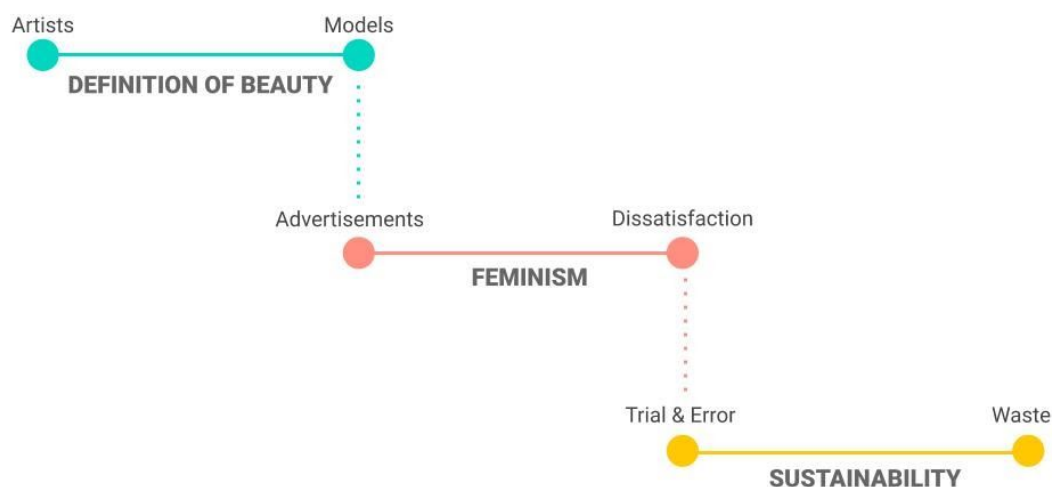 Artists
Models
DEFINITION OF BEAUTY
Advertisements
Dissatisfaction
FEMINISM
Trial & Error
Waste
SUSTAINABILITY